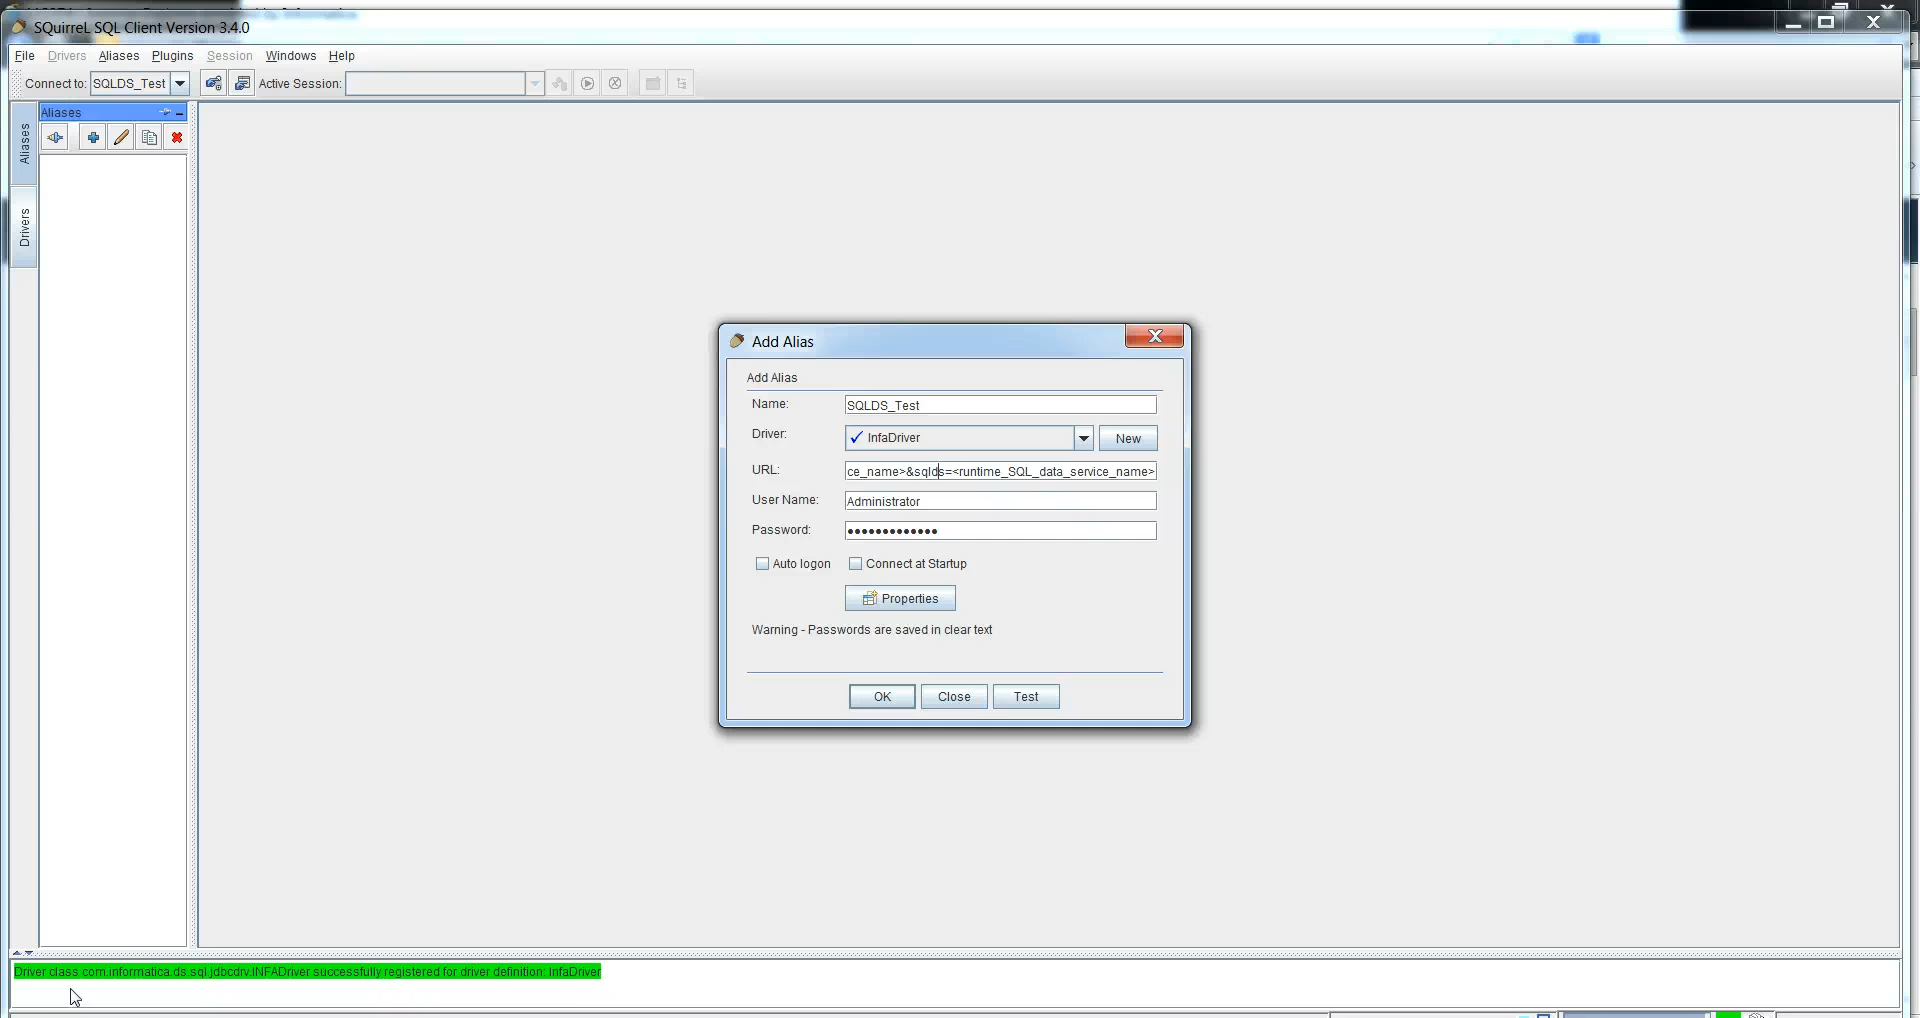 SQuirreL SQL Client Version 3.4.0
File Drivers Aliases Plugins Session Windows Help
Connect to: SQLDS_Test Active Session:
Aliases
Aliases
Drivers
Add Alias
Add Alias
Name: SQLDS_Test
Driver: InfaDriver New
URL: ce_name>&sqlds=<runtime_SQL_data_service_name>
User Name: Administrator
Password: •••••••••••••
Auto logon Connect at Startup
Properties
Warning - Passwords are saved in clear text
OK Close Test
Driver class com.informatica.ds.sql.jdbcdrv.INFADriver successfully registered for driver definition: InfaDriver